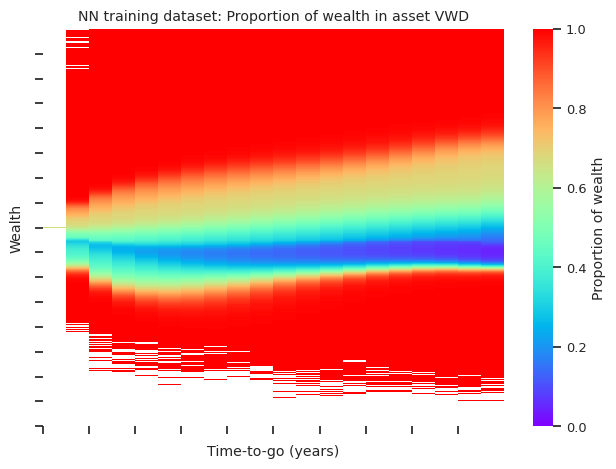 NN training dataset: Proportion of wealth in asset VWD
Wealth
Time-to-go (years)
1.0
0.8
0.6
0.4
0.2
0.0
Proportion of wealth